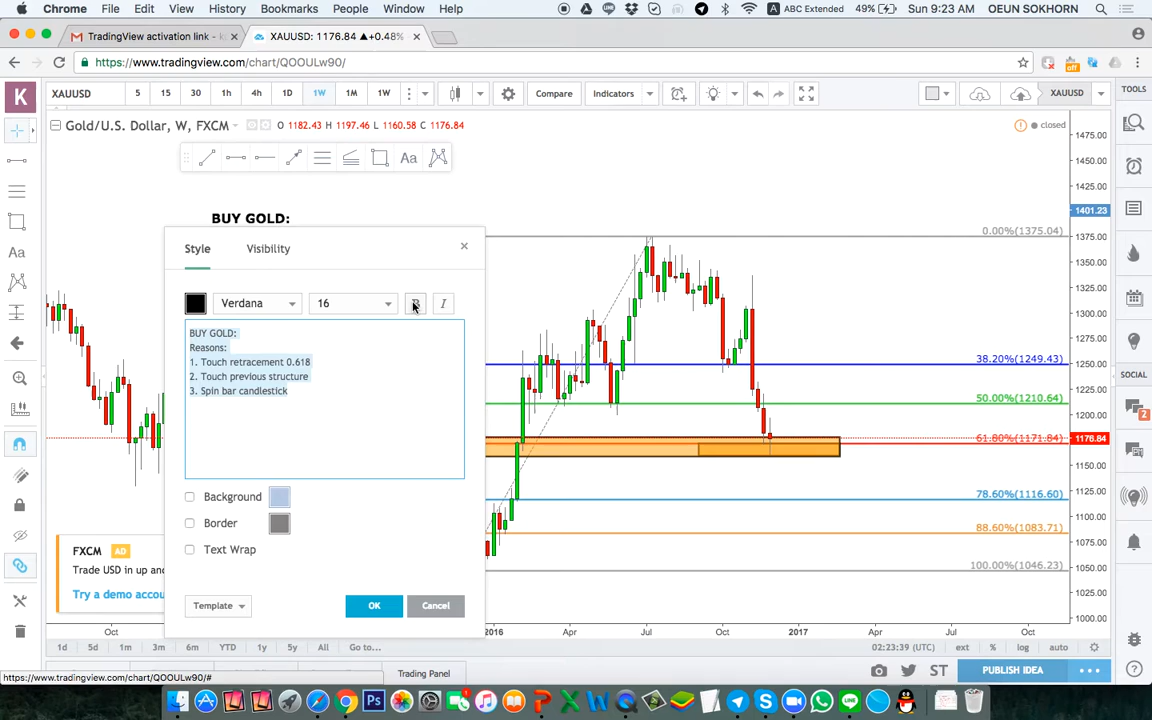 Chrome File Edit View History Bookmarks People Window Help
ABC Extended 49% Sun 9:23 AM OEUN SOKHORN
TradingView activation link - k
XAUUSD: 1176.84 ▲+0.48%
https://www.tradingview.com/chart/QOOULw90/
off
K
XAUUSD 5 15 30 1h 4h 1D 1W 1M 1W Compare Indicators XAUUSD TOOLS
Gold/U.S. Dollar, W, FXCM O 1182.43 H 1197.46 L 1160.58 C 1176.84
closed
Aa
BUY GOLD:
Style Visibility
Verdana 16 B I
BUY GOLD:
Reasons:
1. Touch retracement 0.618
2. Touch previous structure
3. Spin bar candlestick
Background
Border
Text Wrap
Template OK Cancel
Aa
FXCM AD
Trade USD in up and
Try a demo accou
0.00%(1375.04)
38.20%(1249.43)
50.00%(1210.64)
61.80%(1171.84)
78.60%(1116.60)
88.60%(1083.71)
100.00%(1046.23)
1475.00
1450.00
1425.00
1401.23
1375.00
1350.00
1325.00
1300.00
1275.00
1250.00
1225.00
1200.00
1176.84
1150.00
1125.00
1100.00
1075.00
1050.00
1025.00
1000.00
SOCIAL
2
Oct 2016 Apr Jul Oct 2017 Apr Jul Oct
1d 5d 1m 3m 6m YTD 1y 5y All Go to... 02:23:39 (UTC) ext % log auto
https://www.tradingview.com/chart/QOOULw90/#
Trading Panel
ST PUBLISH IDEA